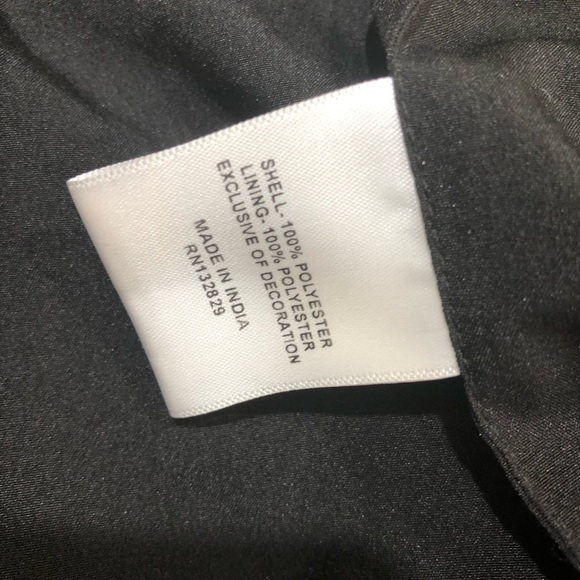 SHELL- 100% POLYESTER
LINING- 100% POLYESTER
EXCLUSIVE OF DECORATION
MADE IN INDIA
RN132829